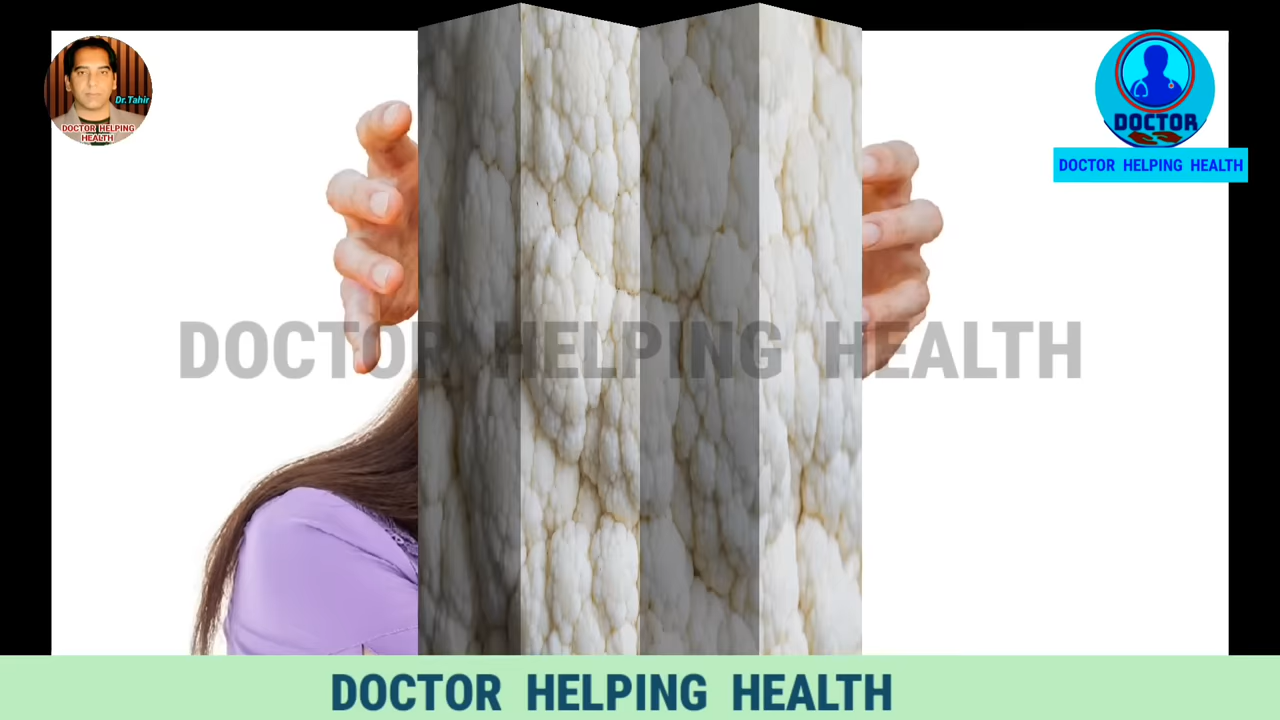 Dr.Tahir
DOCTOR HELPING
HEALTH
DOCTOR
DOCTOR HELPING HEALTH
DOCTOR HELPING HEALTH
DOCTOR HELPING HEALTH